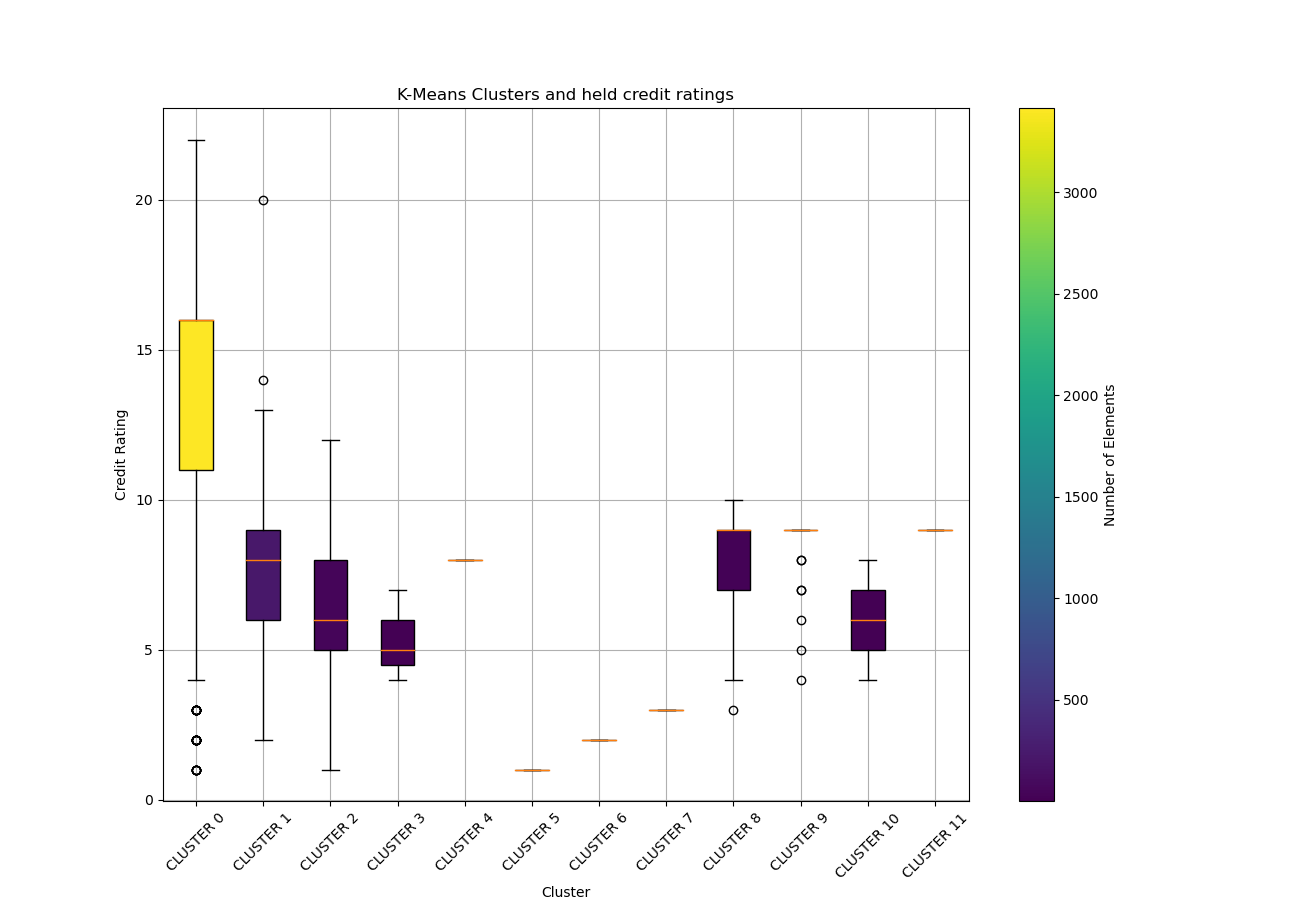 K-Means Clusters and held credit ratings
20
15
10
5
0
Credit Rating
CLUSTER 0
CLUSTER 1
CLUSTER 2
CLUSTER 3
CLUSTER 4
CLUSTER 5
CLUSTER 6
CLUSTER 7
CLUSTER 8
CLUSTER 9
CLUSTER 10
CLUSTER 11
Cluster
3000
2500
2000
1500
1000
500
Number of Elements